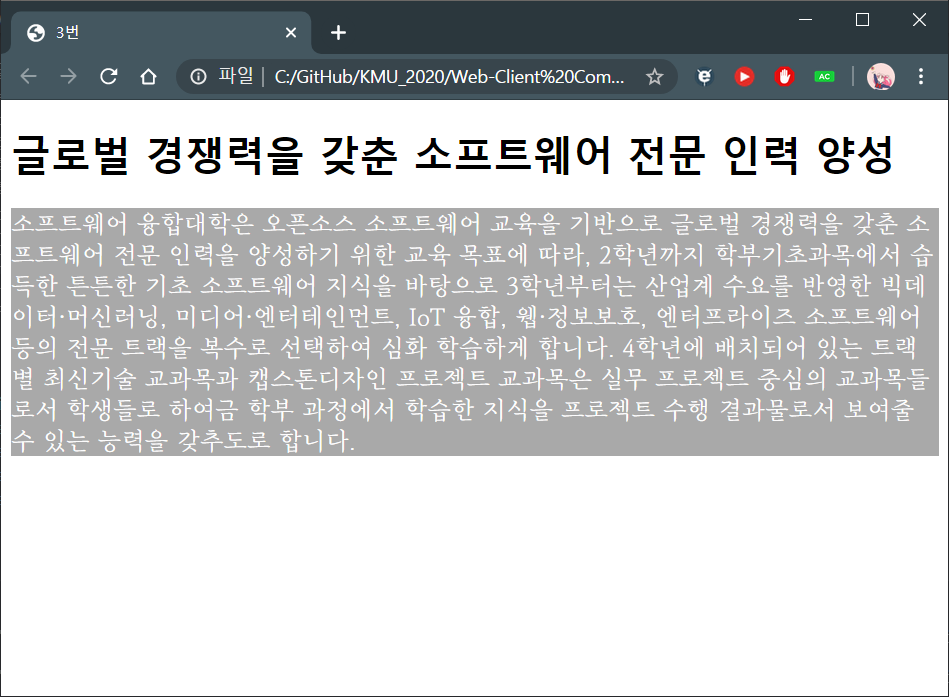 3번
파일 C:/GitHub/KMU_2020/Web-Client%20Com...
AC
글로벌 경쟁력을 갖춘 소프트웨어 전문 인력 양성
소프트웨어 융합대학은 오픈소스 소프트웨어 교육을 기반으로 글로벌 경쟁력을 갖춘 소
프트웨어 전문 인력을 양성하기 위한 교육 목표에 따라, 2학년까지 학부기초과목에서 습
득한 튼튼한 기초 소프트웨어 지식을 바탕으로 3학년부터는 산업계 수요를 반영한 빅데
이터·머신러닝, 미디어·엔터테인먼트, IoT 융합, 웹·정보보호, 엔터프라이즈 소프트웨어
등의 전문 트랙을 복수로 선택하여 심화 학습하게 합니다. 4학년에 배치되어 있는 트랙
별 최신기술 교과목과 캡스톤디자인 프로젝트 교과목은 실무 프로젝트 중심의 교과목들
로서 학생들로 하여금 학부 과정에서 학습한 지식을 프로젝트 수행 결과물로서 보여줄
수 있는 능력을 갖추도로 합니다.